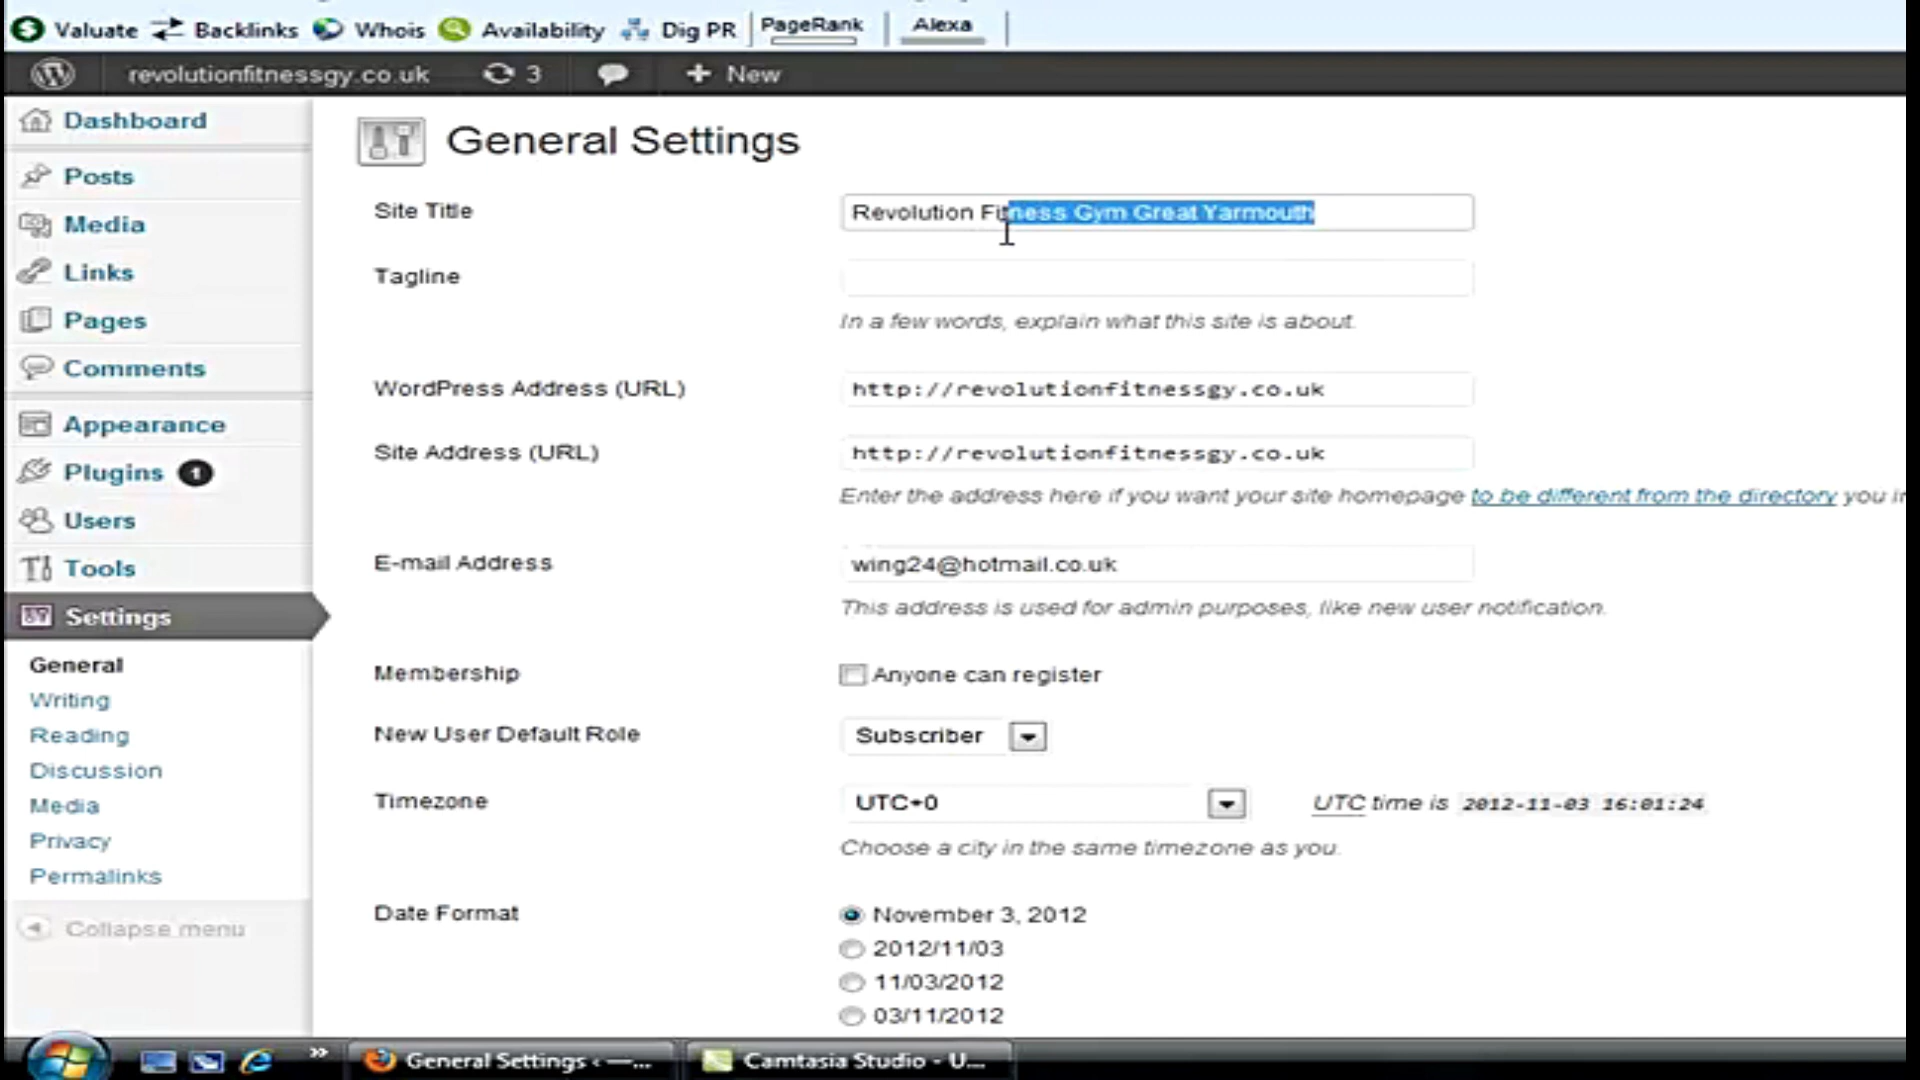 Valuate Backlinks Whois Availability Dig PR PageRank Alexa
revolutionfitnessgy.co.uk 3 + New
Dashboard
Posts
Media
Links
Pages
Comments
Appearance
Plugins 1
Users
Tools
Settings
General
Writing
Reading
Discussion
Media
Privacy
Permalinks
Collapse menu
General Settings
Site Title Revolution Fitness Gym Great Yarmouth
Tagline
In a few words, explain what this site is about.
WordPress Address (URL) http://revolutionfitnessgy.co.uk
Site Address (URL) http://revolutionfitnessgy.co.uk
Enter the address here if you want your site homepage to be different from the directory you
E-mail Address wing24@hotmail.co.uk
This address is used for admin purposes, like new user notification.
Membership Anyone can register
New User Default Role Subscriber
Timezone UTC+0 UTC time is 2012-11-03 16:01:24
Choose a city in the same timezone as you.
Date Format November 3, 2012
2012/11/03
11/03/2012
03/11/2012
» General Settings ‹ —... Camtasia Studio - U...